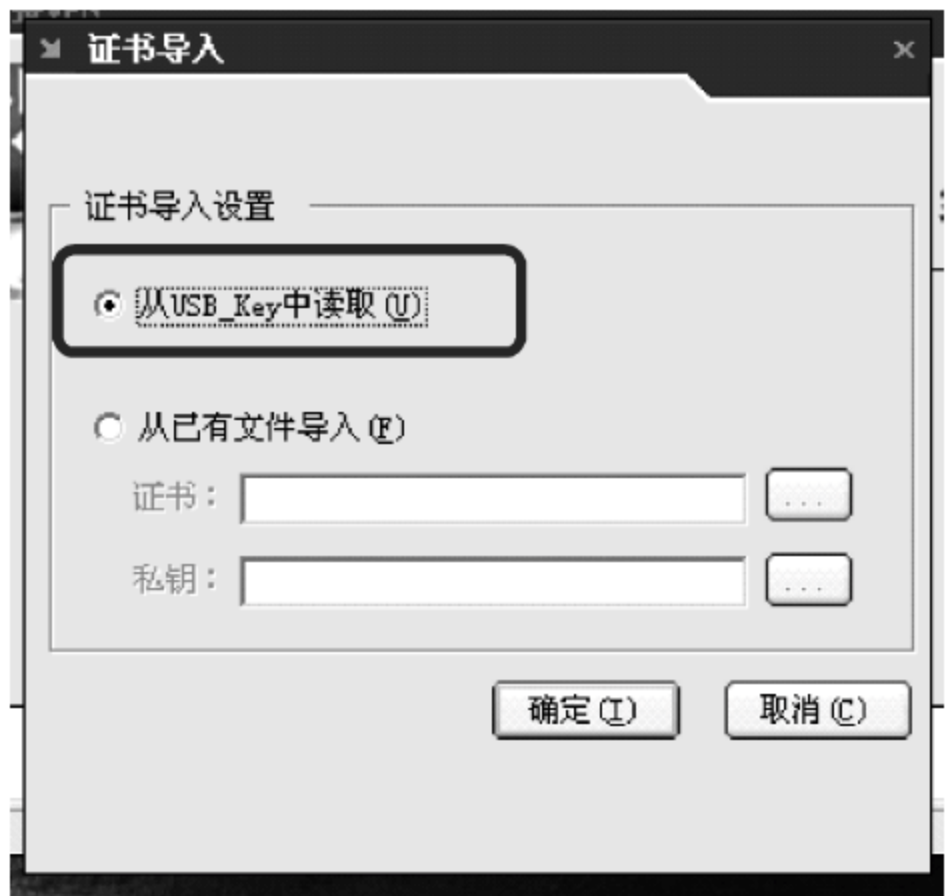 证书导入
证书导入设置
从USB_Key中读取(U)
从已有文件导入(F)
证书：
...
私钥：
...
确定(I)
取消(C)